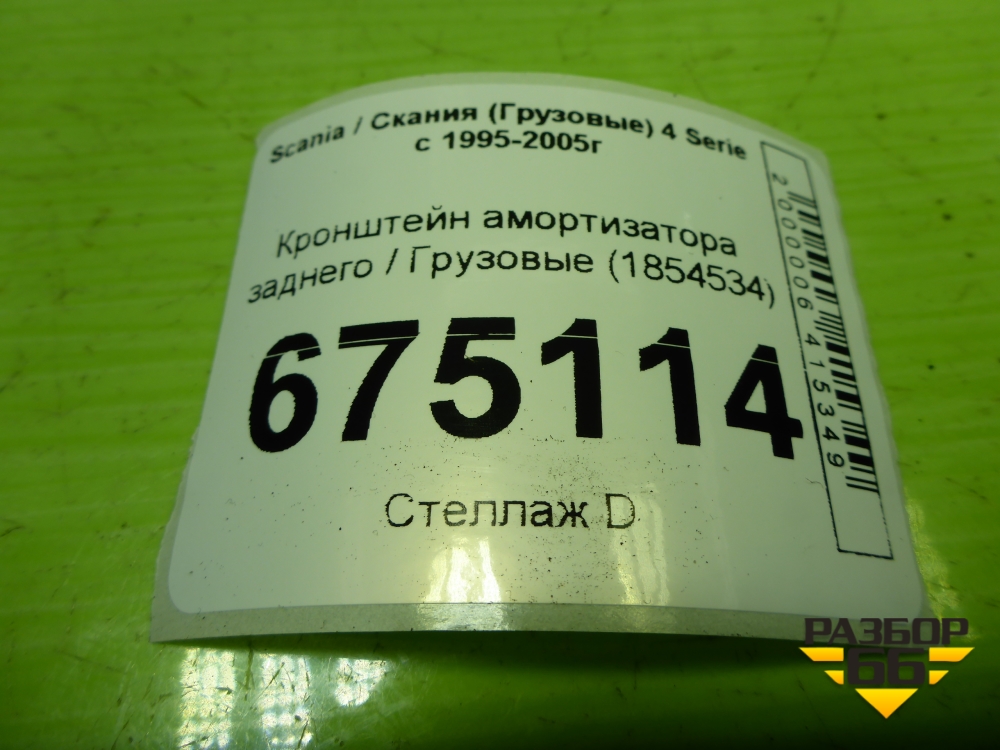 Scania / Скания (Грузовые) 4 Serie
с 1995-2005г
Кронштейн амортизатора
заднего / Грузовые (1854534)
675114
Стеллаж D
2000006415349
РАЗБОР
66